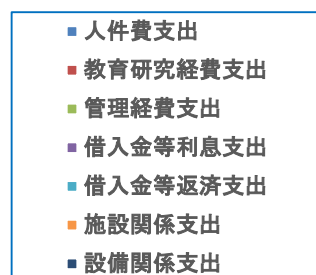 人件費支出
教育研究経費支出
管理経費支出
借入金等利息支出
借入金等返済支出
施設関係支出
設備関係支出